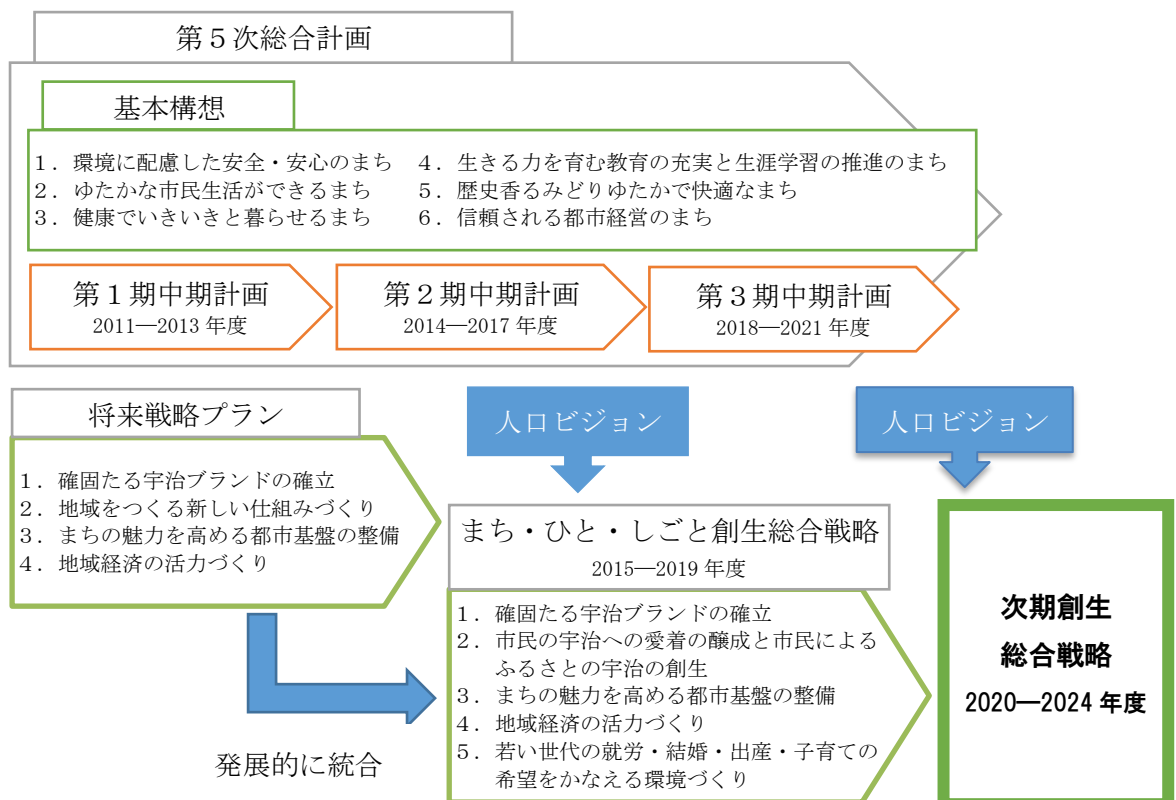 第５次総合計画
基本構想
１．環境に配慮した安全・安心のまち
２．ゆたかな市民生活ができるまち
３．健康でいきいきと暮らせるまち
４．生きる力を育む教育の充実と生涯学習の推進のまち
５．歴史香るみどりゆたかで快適なまち
６．信頼される都市経営のまち
第１期中期計画
2011―2013 年度
第２期中期計画
2014―2017 年度
第３期中期計画
2018―2021 年度
将来戦略プラン
１．確固たる宇治ブランドの確立
２．地域をつくる新しい仕組みづくり
３．まちの魅力を高める都市基盤の整備
４．地域経済の活力づくり
人口ビジョン
人口ビジョン
まち・ひと・しごと創生総合戦略
2015―2019 年度
１．確固たる宇治ブランドの確立
２．市民の宇治への愛着の醸成と市民による
ふるさとの宇治の創生
３．まちの魅力を高める都市基盤の整備
４．地域経済の活力づくり
５．若い世代の就労・結婚・出産・子育ての
希望をかなえる環境づくり
発展的に統合
次期創生
総合戦略
2020―2024 年度